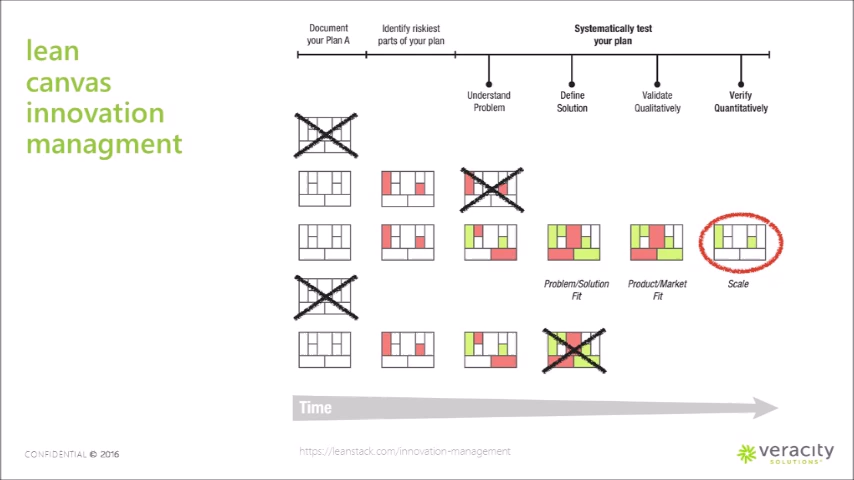 lean
canvas
innovation
managment
Document
your Plan A
Identify riskiest
parts of your plan
Systematically test
your plan
Understand
Problem
Define
Solution
Validate
Qualitatively
Verify
Quantitatively
Problem/Solution
Fit
Product/Market
Fit
Scale
Time
CONFIDENTIAL © 2016
https://leanstack.com/innovation-management
veracity
SOLUTIONS